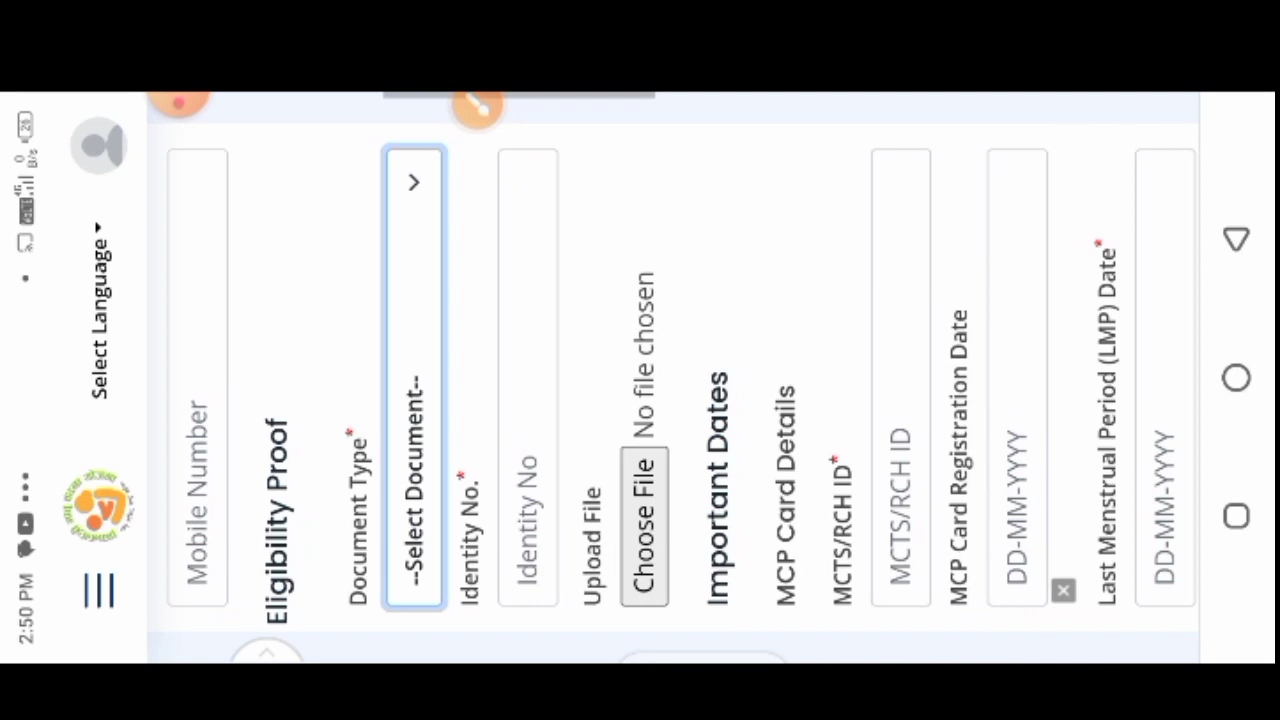 2:50 PM
Select Language
Mobile Number
Eligibility Proof
Document Type*
--Select Document--
Identity No.*
Identity No
Upload File
Choose File No file chosen
Important Dates
MCP Card Details
MCTS/RCH ID*
MCTS/RCH ID
MCP Card Registration Date
DD-MM-YYYY
Last Menstrual Period (LMP) Date*
DD-MM-YYYY